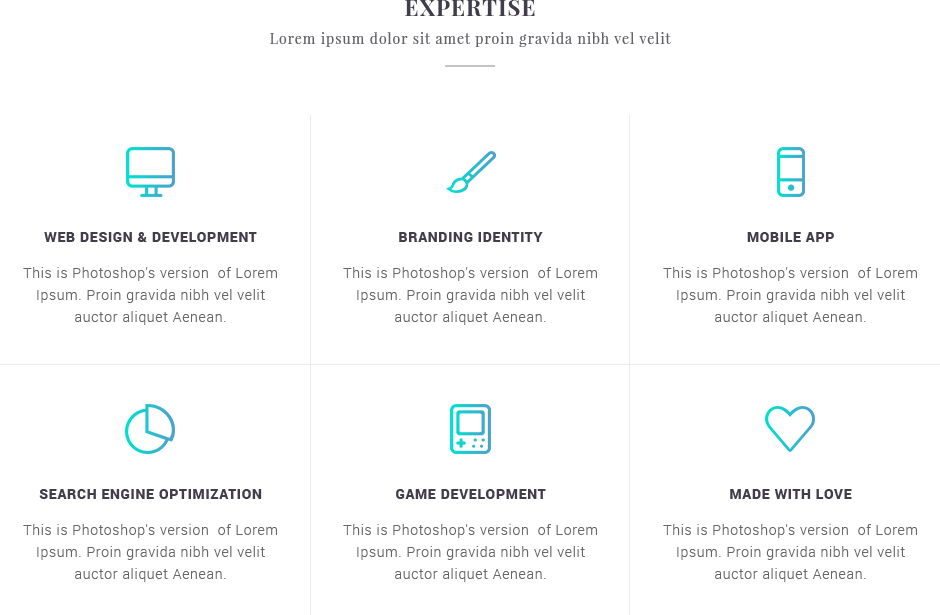 EXPERTISE
Lorem ipsum dolor sit amet proin gravida nibh vel velit
WEB DESIGN & DEVELOPMENT
This is Photoshop's version  of Lorem
Ipsum. Proin gravida nibh vel velit
auctor aliquet Aenean.
BRANDING IDENTITY
This is Photoshop's version  of Lorem
Ipsum. Proin gravida nibh vel velit
auctor aliquet Aenean.
MOBILE APP
This is Photoshop's version  of Lorem
Ipsum. Proin gravida nibh vel velit
auctor aliquet Aenean.
SEARCH ENGINE OPTIMIZATION
This is Photoshop's version  of Lorem
Ipsum. Proin gravida nibh vel velit
auctor aliquet Aenean.
GAME DEVELOPMENT
This is Photoshop's version  of Lorem
Ipsum. Proin gravida nibh vel velit
auctor aliquet Aenean.
MADE WITH LOVE
This is Photoshop's version  of Lorem
Ipsum. Proin gravida nibh vel velit
auctor aliquet Aenean.